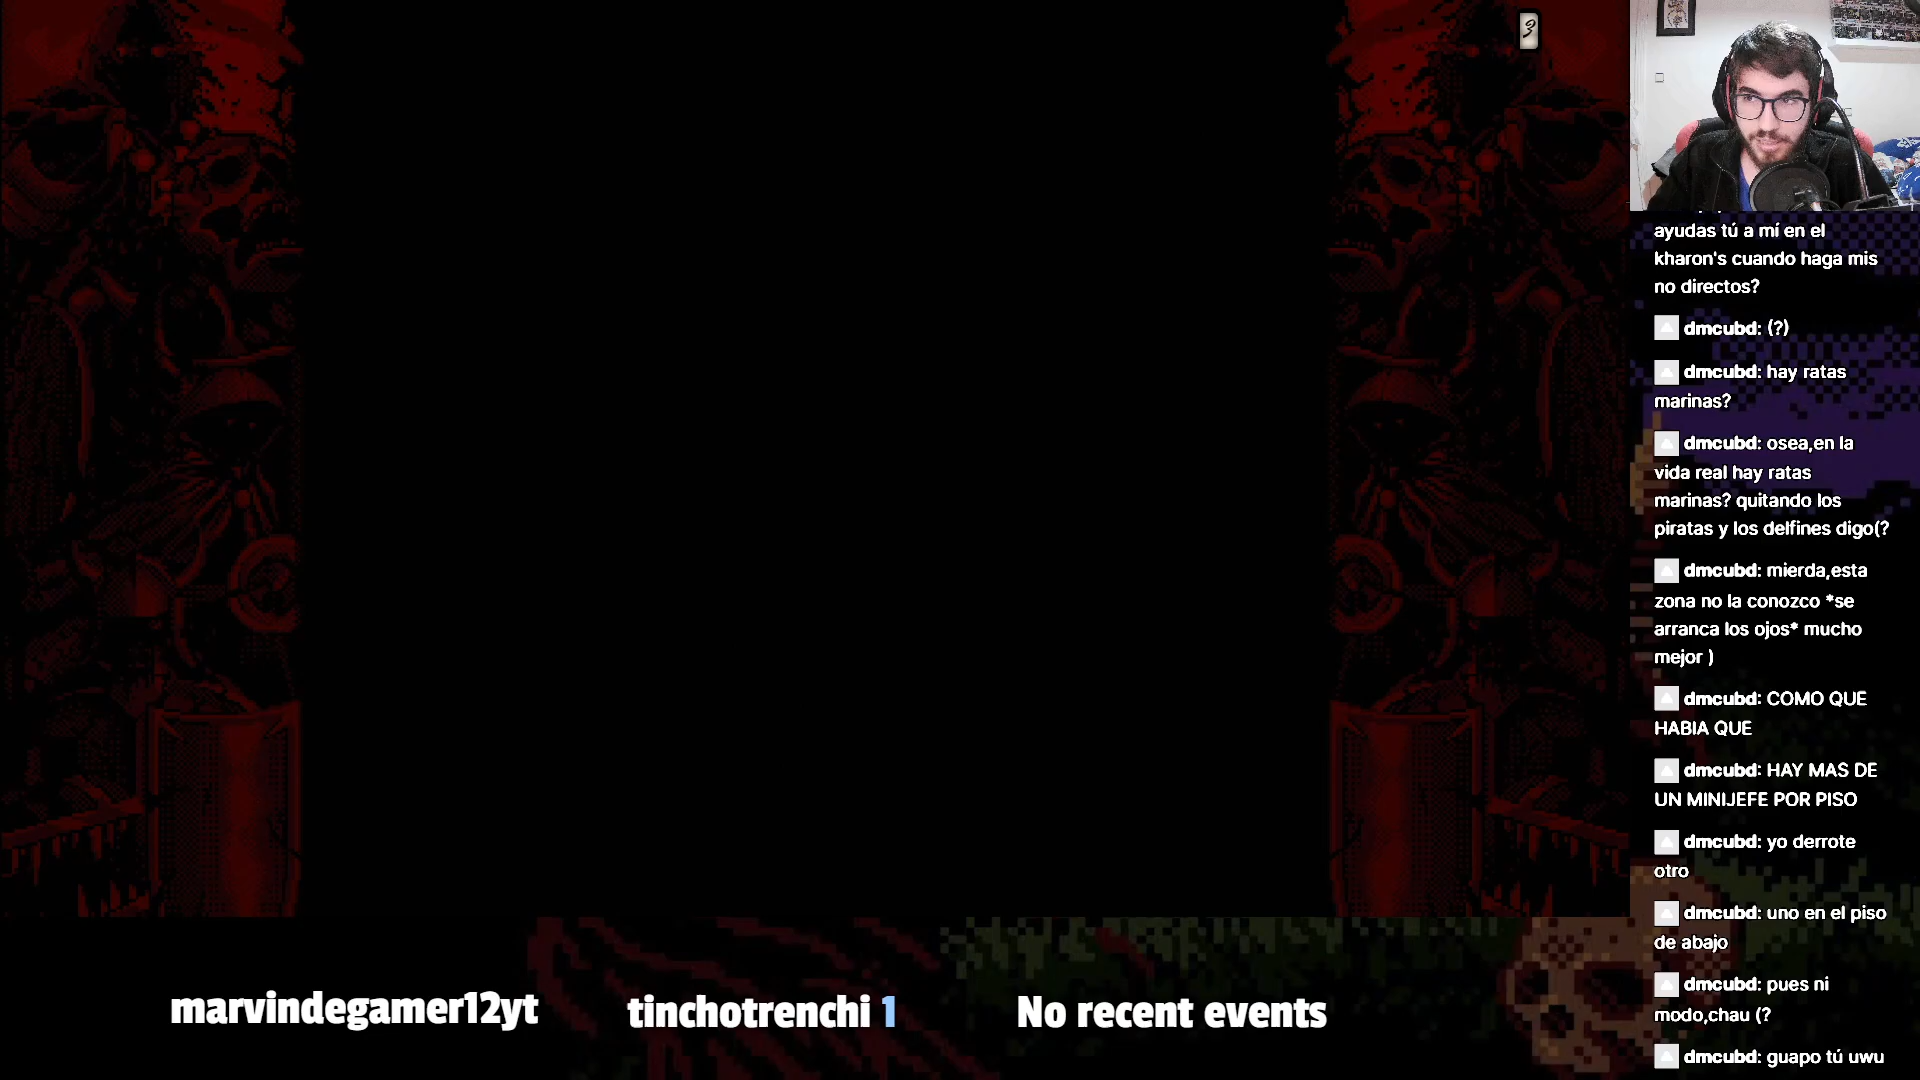 3
ayudas tú a mí en el
kharon's cuando haga mis
no directos?
dmcubd: (?)
dmcubd: hay ratas
marinas?
dmcubd: osea,en la
vida real hay ratas
marinas? quitando los
piratas y los delfines digo(?
dmcubd: mierda,esta
zona no la conozco *se
arranca los ojos* mucho
mejor )
dmcubd: COMO QUE
HABIA QUE
dmcubd: HAY MAS DE
UN MINIJEFE POR PISO
dmcubd: yo derrote
otro
dmcubd: uno en el piso
de abajo
dmcubd: pues ni
modo,chau (?
dmcubd: guapo tú uwu
marvindegamer12yt
tinchotrenchi 1
No recent events